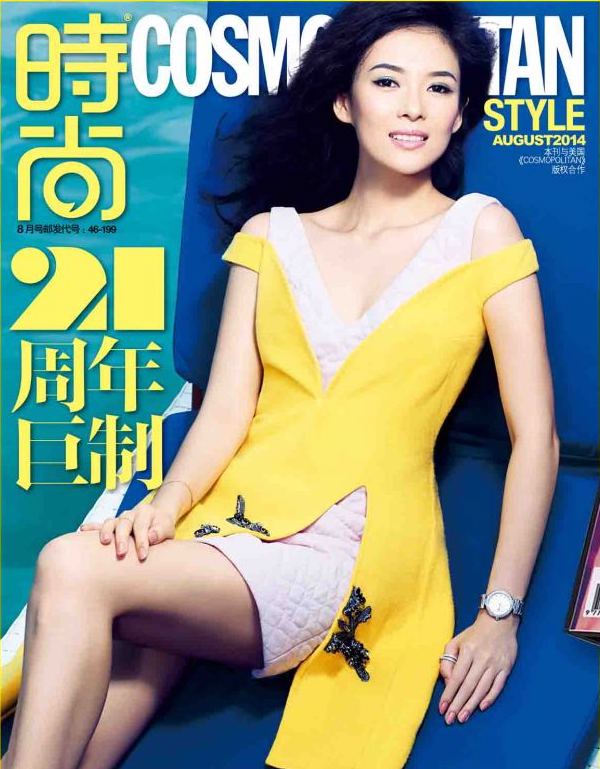 時尚®
COSMOPOLITAN
STYLE
AUGUST2014
本刊与美国
《COSMOPOLITAN》
版权合作
8月号邮发代号：46-199
21
周年
巨制